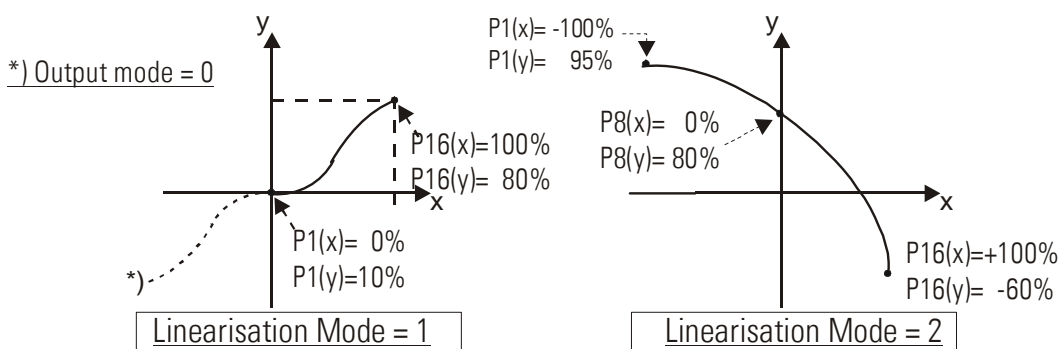 *) Output mode = 0
y
P16(x)=100%
P16(y)= 80%
x
P1(x)= 0%
P1(y)=10%
*)
Linearisation Mode = 1
P1(x)= -100%
P1(y)= 95%
y
P8(x)= 0%
P8(y)= 80%
x
P16(x)=+100%
P16(y)= -60%
Linearisation Mode = 2